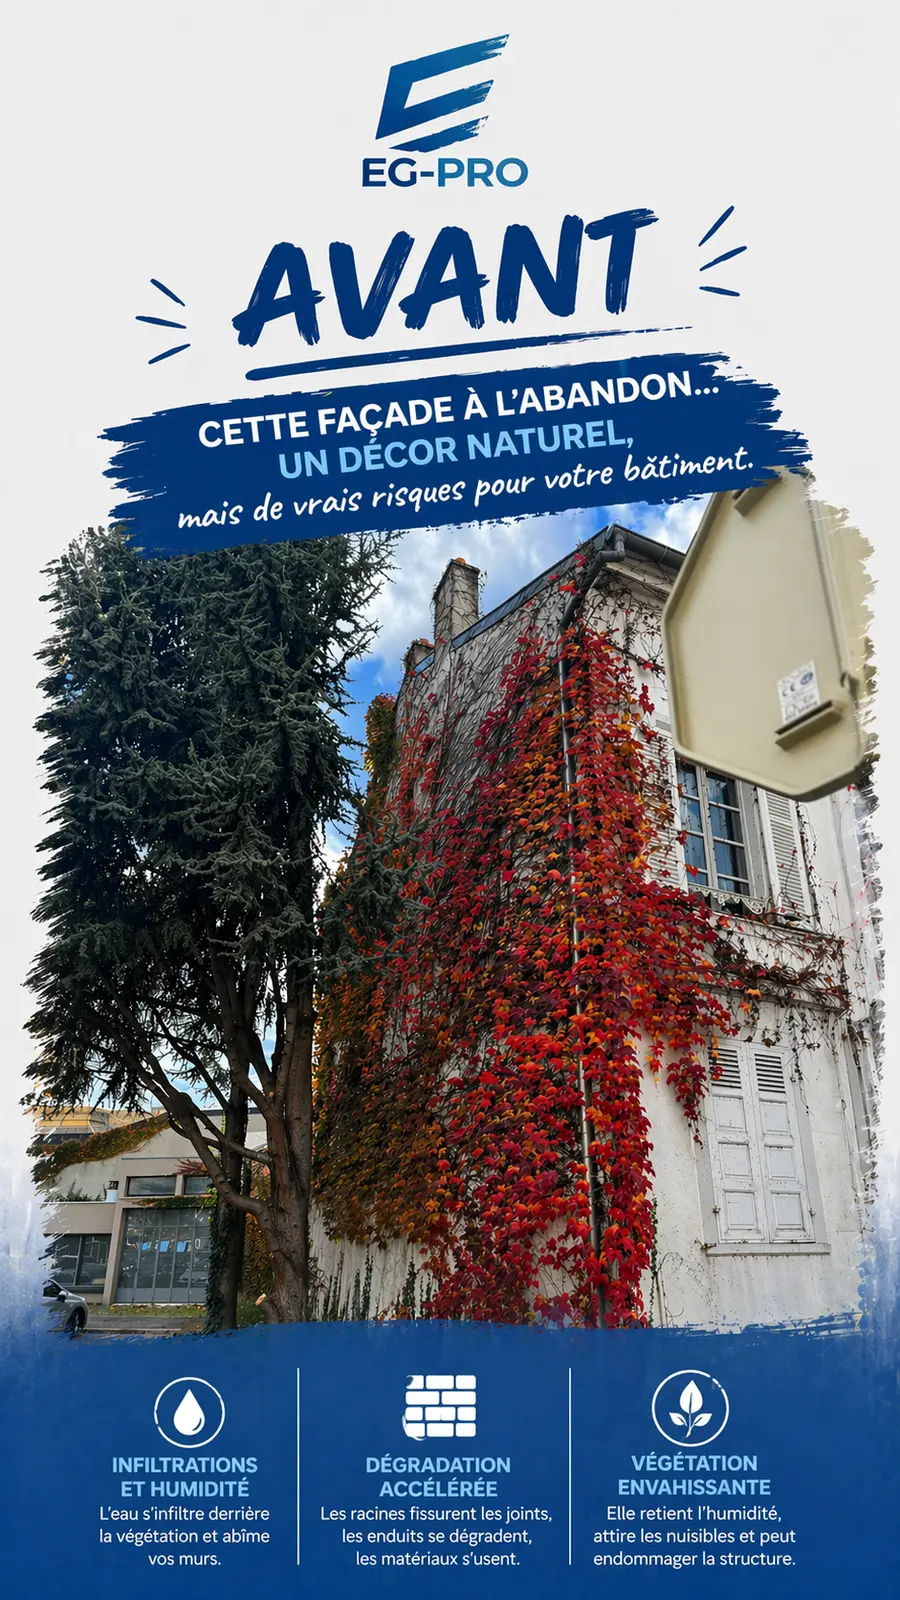 EG-PRO
AVANT
CETTE FAÇADE À L'ABANDON...
UN DÉCOR NATUREL,
mais de vrais risques pour votre bâtiment.
CE
INFILTRATIONS
ET HUMIDITÉ
L'eau s'infiltre derrière
la végétation et abîme
vos murs.
DÉGRADATION
ACCÉLÉRÉE
Les racines fissurent les joints,
les enduits se dégradent,
les matériaux s'usent.
VÉGÉTATION
ENVAHISSANTE
Elle retient l'humidité,
attire les nuisibles et peut
endommager la structure.